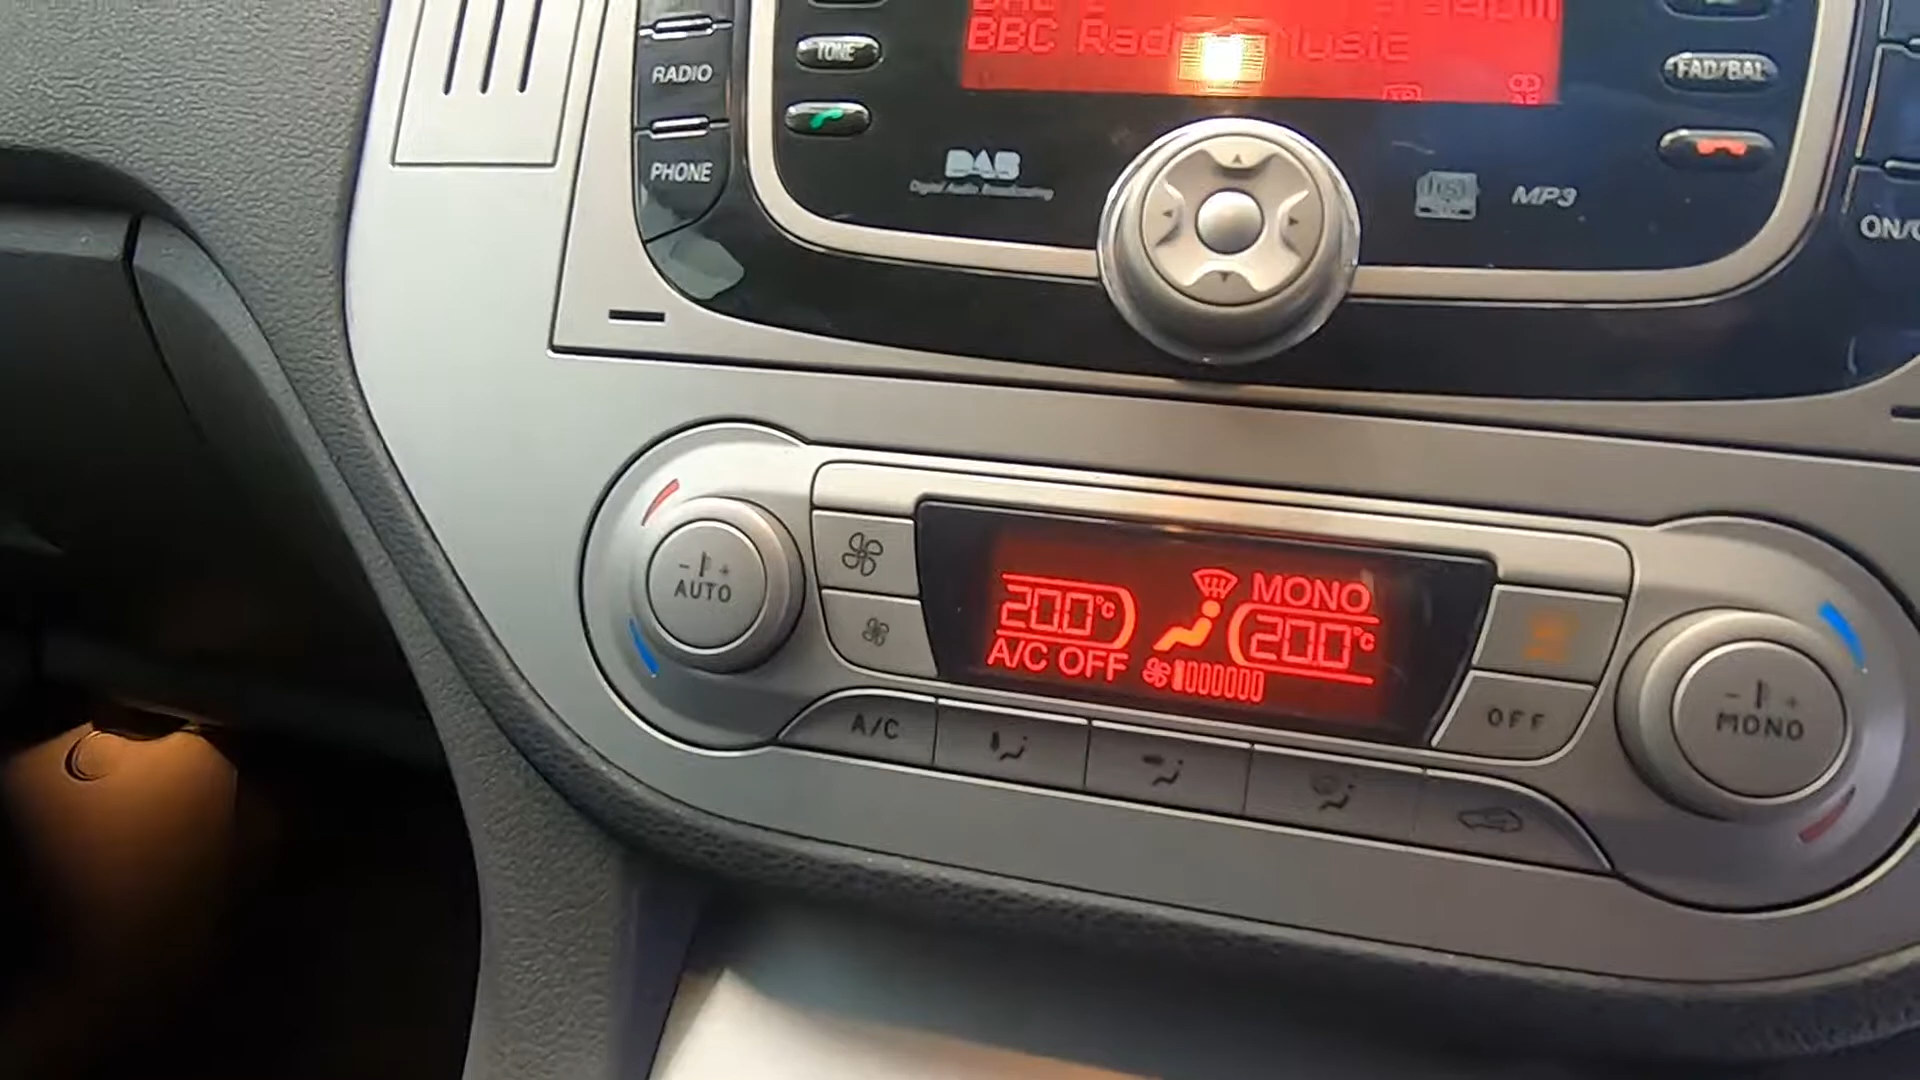 BBC Radio Music
TONE
RADIO
FAD/BAL
PHONE
DAB
Digital Audio Broadcasting
MP3
AUTO
MONO
20.0°C
20.0°C
A/C OFF
A/C
OFF
MONO